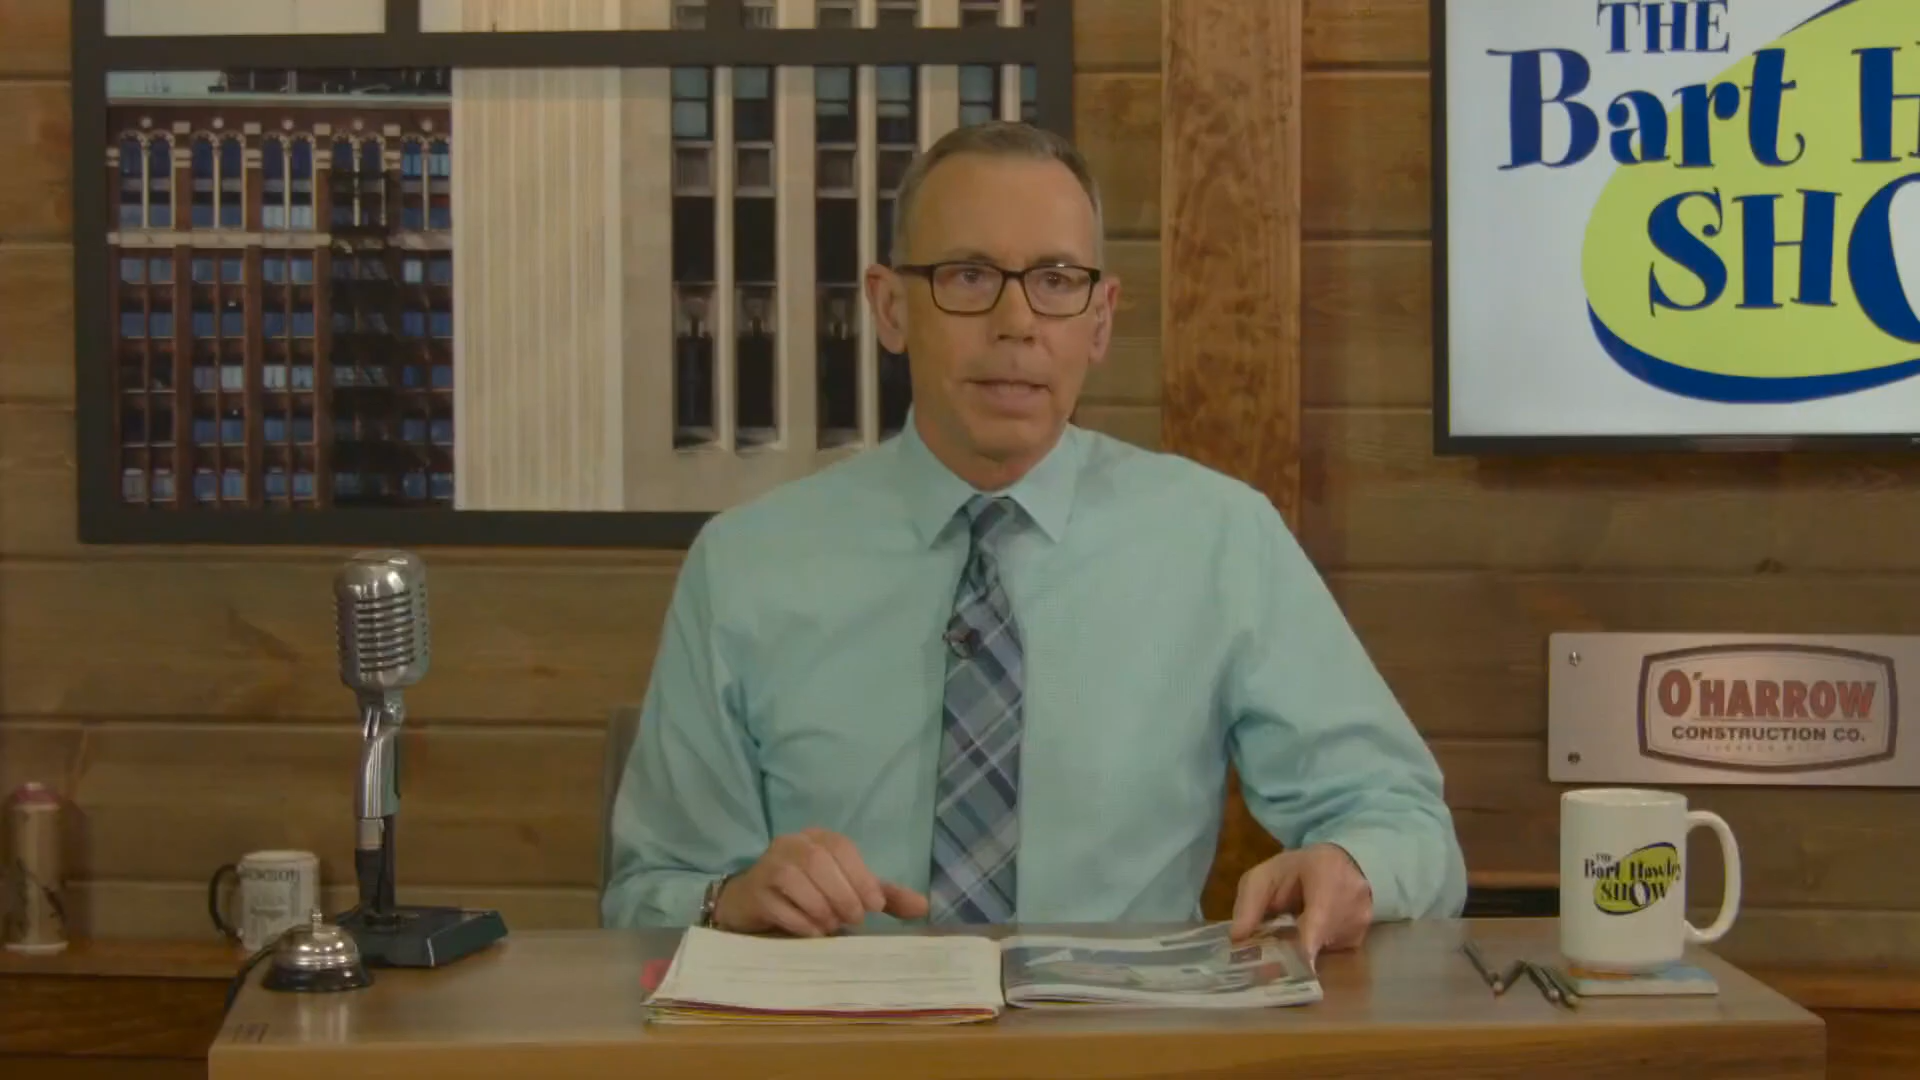 THE
Bart H
SHO
O'HARROW
CONSTRUCTION CO.
THE
Bart Hawley
SHOW